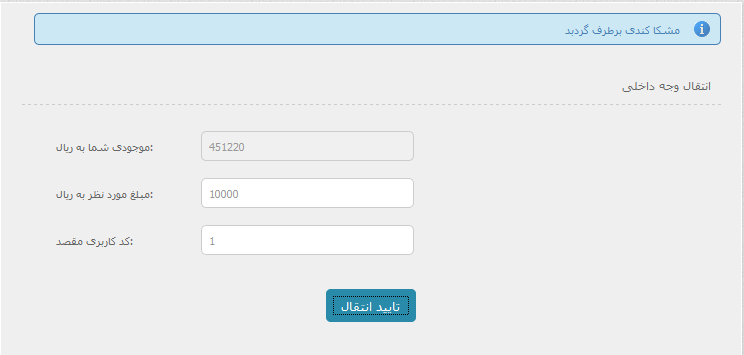 مشکا کندی برطرف گردید
انتقال وجه داخلی
موجودی شما به ریال:
451220
مبلغ مورد نظر به ریال:
10000
کد کاربری مقصد:
1
تایید انتقال